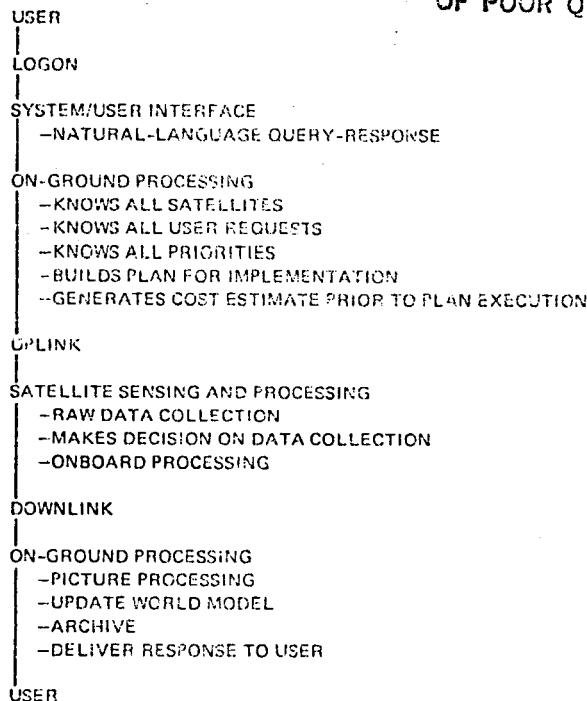 OF POOR Q
USER
LOGON
SYSTEM/USER INTERFACE
–NATURAL-LANGUAGE QUERY-RESPONSE
ON-GROUND PROCESSING
–KNOWS ALL SATELLITES
–KNOWS ALL USER REQUESTS
–KNOWS ALL PRIORITIES
–BUILDS PLAN FOR IMPLEMENTATION
–GENERATES COST ESTIMATE PRIOR TO PLAN EXECUTION
UPLINK
SATELLITE SENSING AND PROCESSING
–RAW DATA COLLECTION
–MAKES DECISION ON DATA COLLECTION
–ONBOARD PROCESSING
DOWNLINK
ON-GROUND PROCESSING
–PICTURE PROCESSING
–UPDATE WORLD MODEL
–ARCHIVE
–DELIVER RESPONSE TO USER
USER